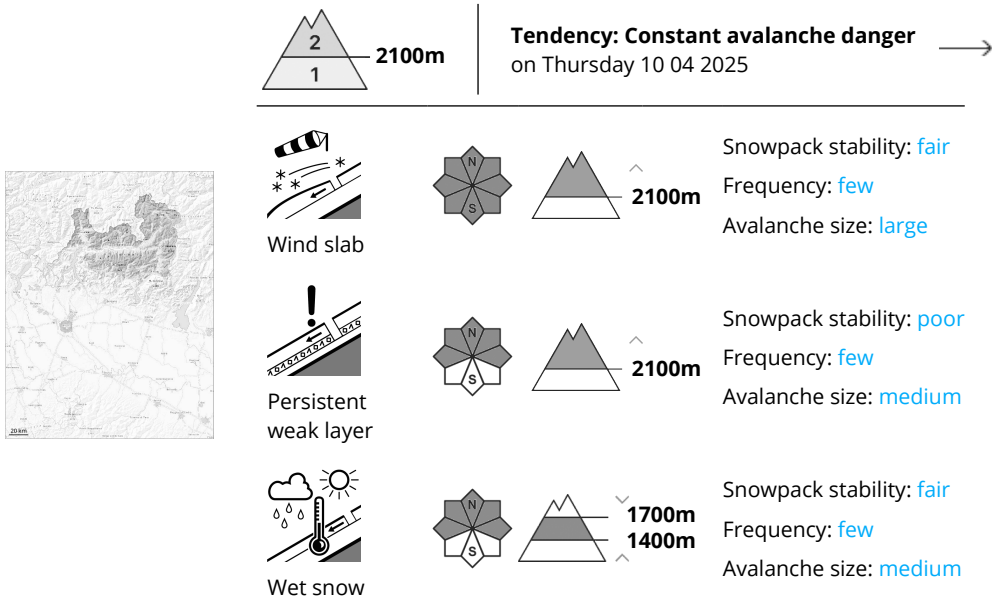 2
1
2100m
Tendency: Constant avalanche danger
on Thursday 10 04 2025
20 km
N
S
2100m
Wind slab
Snowpack stability: fair
Frequency: few
Avalanche size: large
N
S
2100m
Persistent
weak layer
Snowpack stability: poor
Frequency: few
Avalanche size: medium
N
S
1700m
1400m
Wet snow
Snowpack stability: fair
Frequency: few
Avalanche size: medium